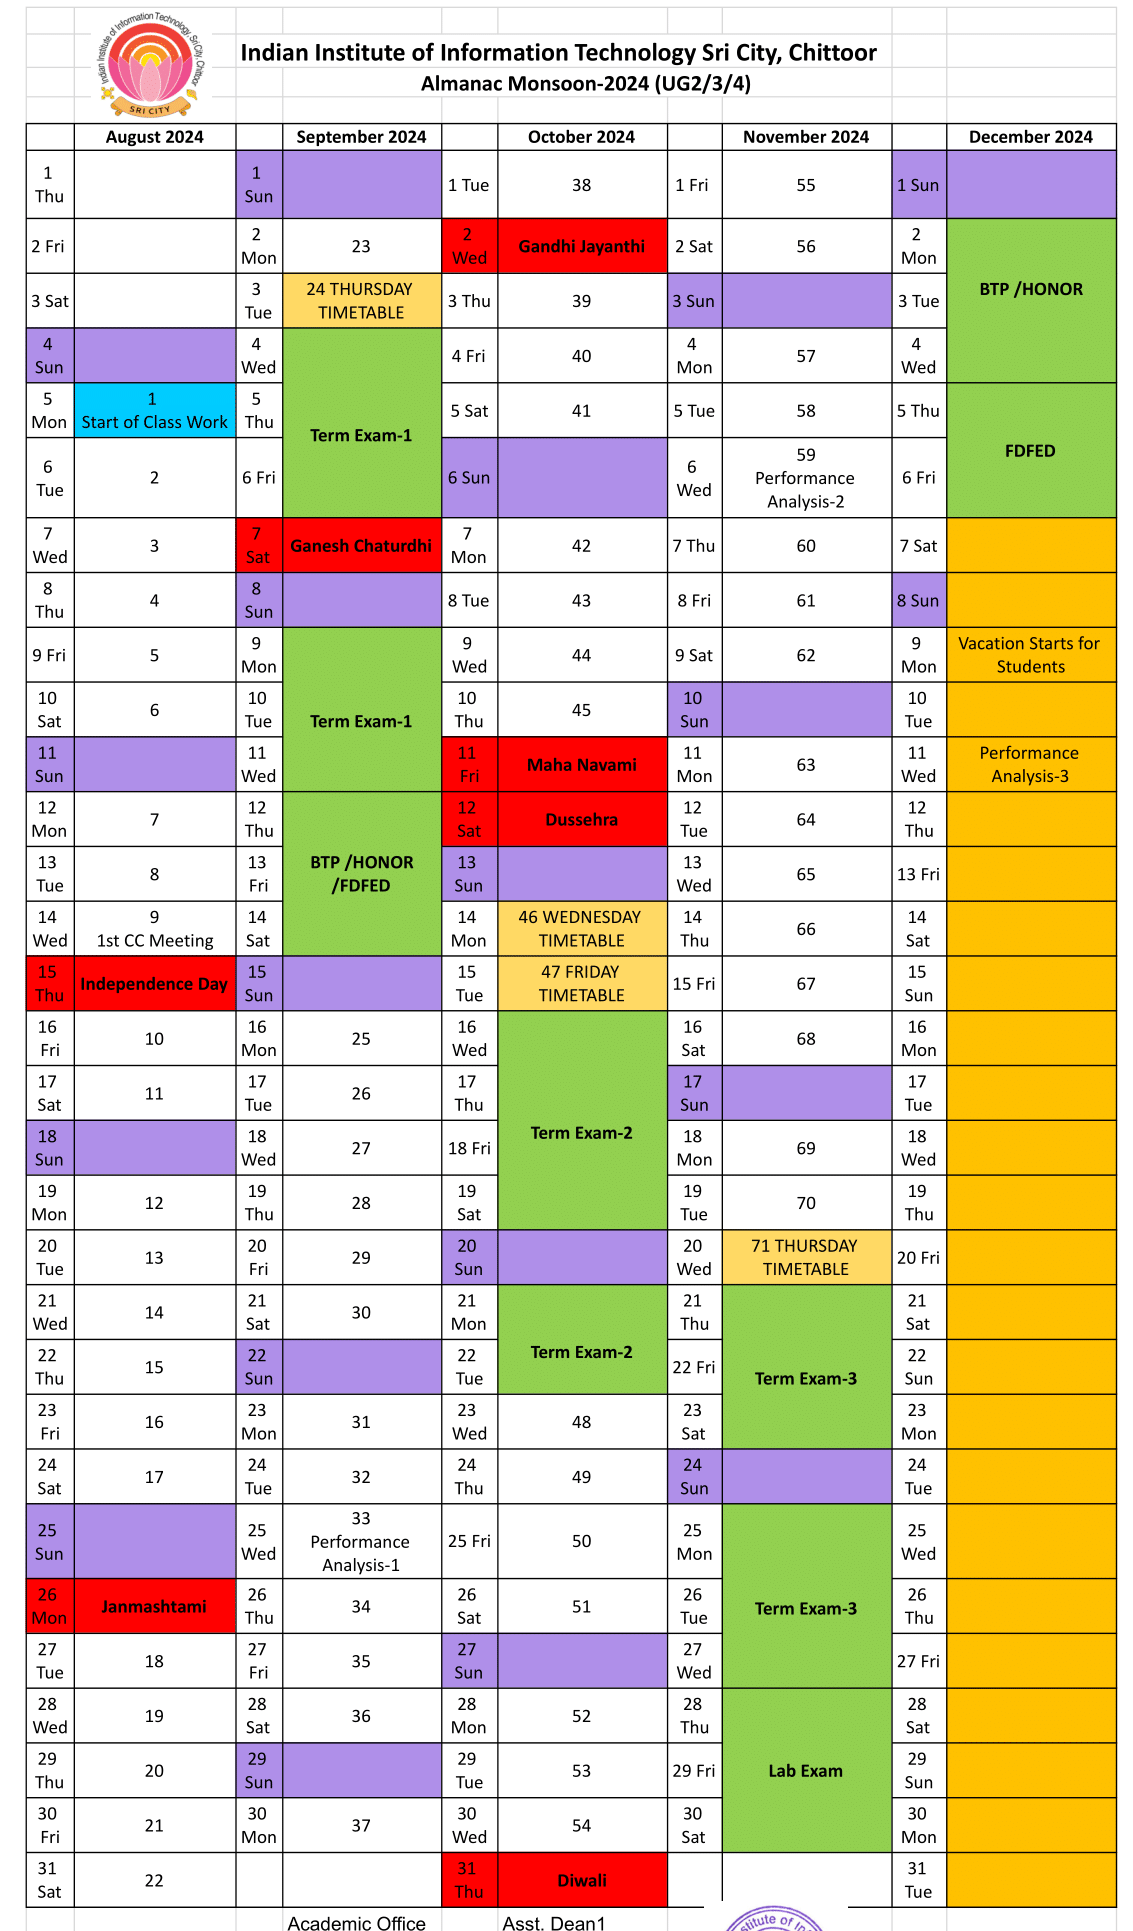 Indian Institute of Information Technology, Sri City, Chittoor
SRI CITY
Indian Institute of Information Technology Sri City, Chittoor
Almanac Monsoon-2024 (UG2/3/4)
August 2024 September 2024 October 2024 November 2024 December 2024
1 Thu 1 Sun 1 Tue 38 1 Fri 55 1 Sun
2 Fri 2 Mon 23 2 Wed Gandhi Jayanthi 2 Sat 56 2 Mon
BTP /HONOR
3 Sat 3 Tue 24 THURSDAY TIMETABLE 3 Thu 39 3 Sun 3 Tue
4 Sun 4 Wed 4 Fri 40 4 Mon 57 4 Wed
5 Mon 1 Start of Class Work 5 Thu Term Exam-1 5 Sat 41 5 Tue 58 5 Thu
FDFED
6 Tue 2 6 Fri 6 Sun 6 Wed 59 Performance Analysis-2 6 Fri
7 Wed 3 7 Sat Ganesh Chaturdhi 7 Mon 42 7 Thu 60 7 Sat
8 Thu 4 8 Sun 8 Tue 43 8 Fri 61 8 Sun
9 Fri 5 9 Mon 9 Wed 44 9 Sat 62 9 Mon Vacation Starts for Students
10 Sat 6 10 Tue Term Exam-1 10 Thu 45 10 Sun 10 Tue
11 Sun 11 Wed 11 Fri Maha Navami 11 Mon 63 11 Wed Performance Analysis-3
12 Mon 7 12 Thu 12 Sat Dussehra 12 Tue 64 12 Thu
13 Tue 8 13 Fri BTP /HONOR /FDFED 13 Sun 13 Wed 65 13 Fri
14 Wed 9 1st CC Meeting 14 Sat 14 Mon 46 WEDNESDAY TIMETABLE 14 Thu 66 14 Sat
15 Thu Independence Day 15 Sun 15 Tue 47 FRIDAY TIMETABLE 15 Fri 67 15 Sun
16 Fri 10 16 Mon 25 16 Wed 16 Sat 68 16 Mon
17 Sat 11 17 Tue 26 17 Thu 17 Sun 17 Tue
Term Exam-2
18 Sun 18 Wed 27 18 Fri 18 Mon 69 18 Wed
19 Mon 12 19 Thu 28 19 Sat 19 Tue 70 19 Thu
20 Tue 13 20 Fri 29 20 Sun 20 Wed 71 THURSDAY TIMETABLE 20 Fri
21 Wed 14 21 Sat 30 21 Mon 21 Thu 21 Sat
Term Exam-2
22 Thu 15 22 Sun 22 Tue 22 Fri Term Exam-3 22 Sun
23 Fri 16 23 Mon 31 23 Wed 48 23 Sat 23 Mon
24 Sat 17 24 Tue 32 24 Thu 49 24 Sun 24 Tue
25 Sun 25 Wed 33 Performance Analysis-1 25 Fri 50 25 Mon 25 Wed
26 Mon Janmashtami 26 Thu 34 26 Sat 51 26 Tue Term Exam-3 26 Thu
27 Tue 18 27 Fri 35 27 Sun 27 Wed 27 Fri
28 Wed 19 28 Sat 36 28 Mon 52 28 Thu 28 Sat
29 Thu 20 29 Sun 29 Tue 53 29 Fri Lab Exam 29 Sun
30 Fri 21 30 Mon 37 30 Wed 54 30 Sat 30 Mon
31 Sat 22 31 Thu Diwali 31 Tue
Academic Office Asst. Dean1